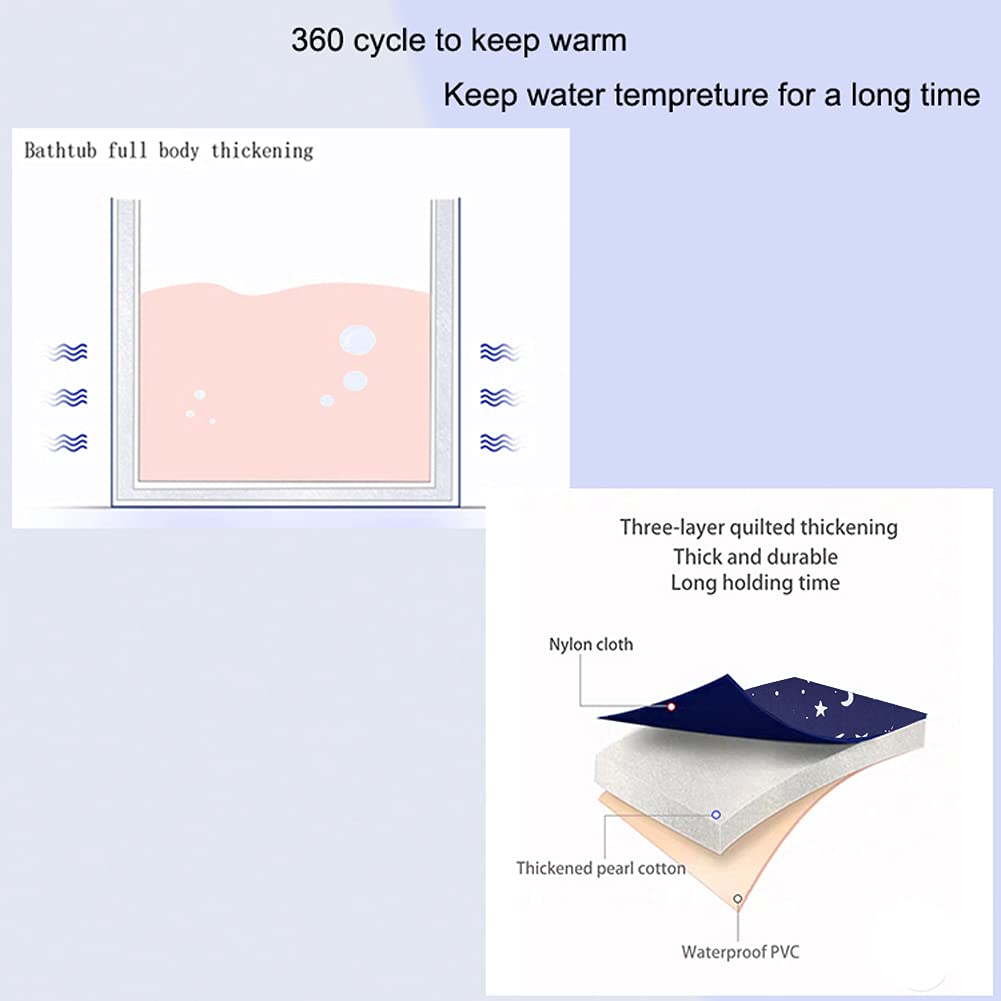 360 cycle to keep warm
Keep water tempreture for a long time
Bathtub full body thickening
Three-layer quilted thickening
Thick and durable
Long holding time
Nylon cloth
Thickened pearl cotton
Waterproof PVC